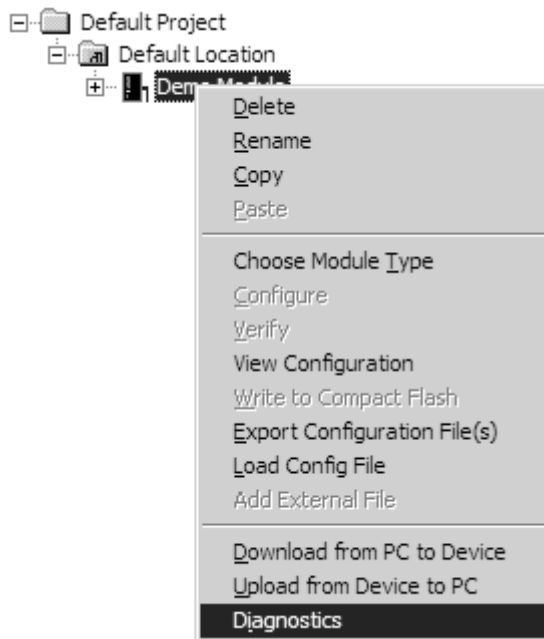 Default Project
Default Location
Demo Module
Delete
Rename
Copy
Paste
Choose Module Type
Configure
Verify
View Configuration
Write to Compact Flash
Export Configuration File(s)
Load Config File
Add External File
Download from PC to Device
Upload from Device to PC
Diagnostics